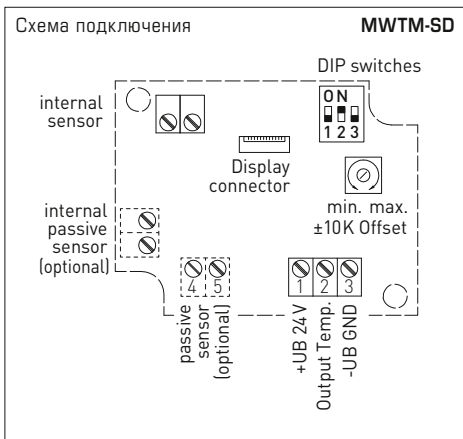 Схема подключения
MWTM-SD
DIP switches
ON
1 2 3
internal
sensor
Display
connector
min. max.
±10K Offset
internal
passive
sensor
(optional)
4 5
1 2 3
passive
sensor
(optional)
+UB 24V
Output Temp.
-UB GND